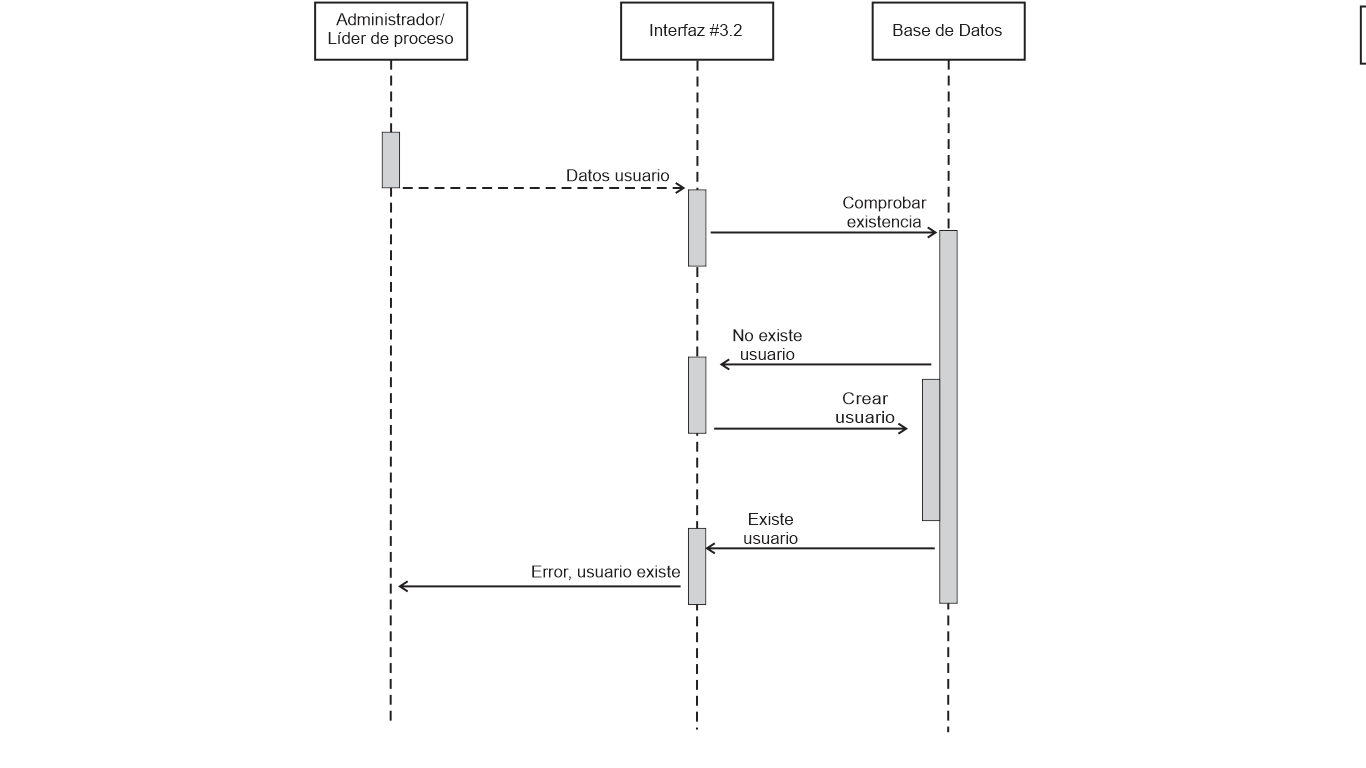 Administrador/
Líder de proceso
Interfaz #3.2
Base de Datos
Datos usuario
Comprobar
existencia
No existe
usuario
Crear
usuario
Existe
usuario
Error, usuario existe